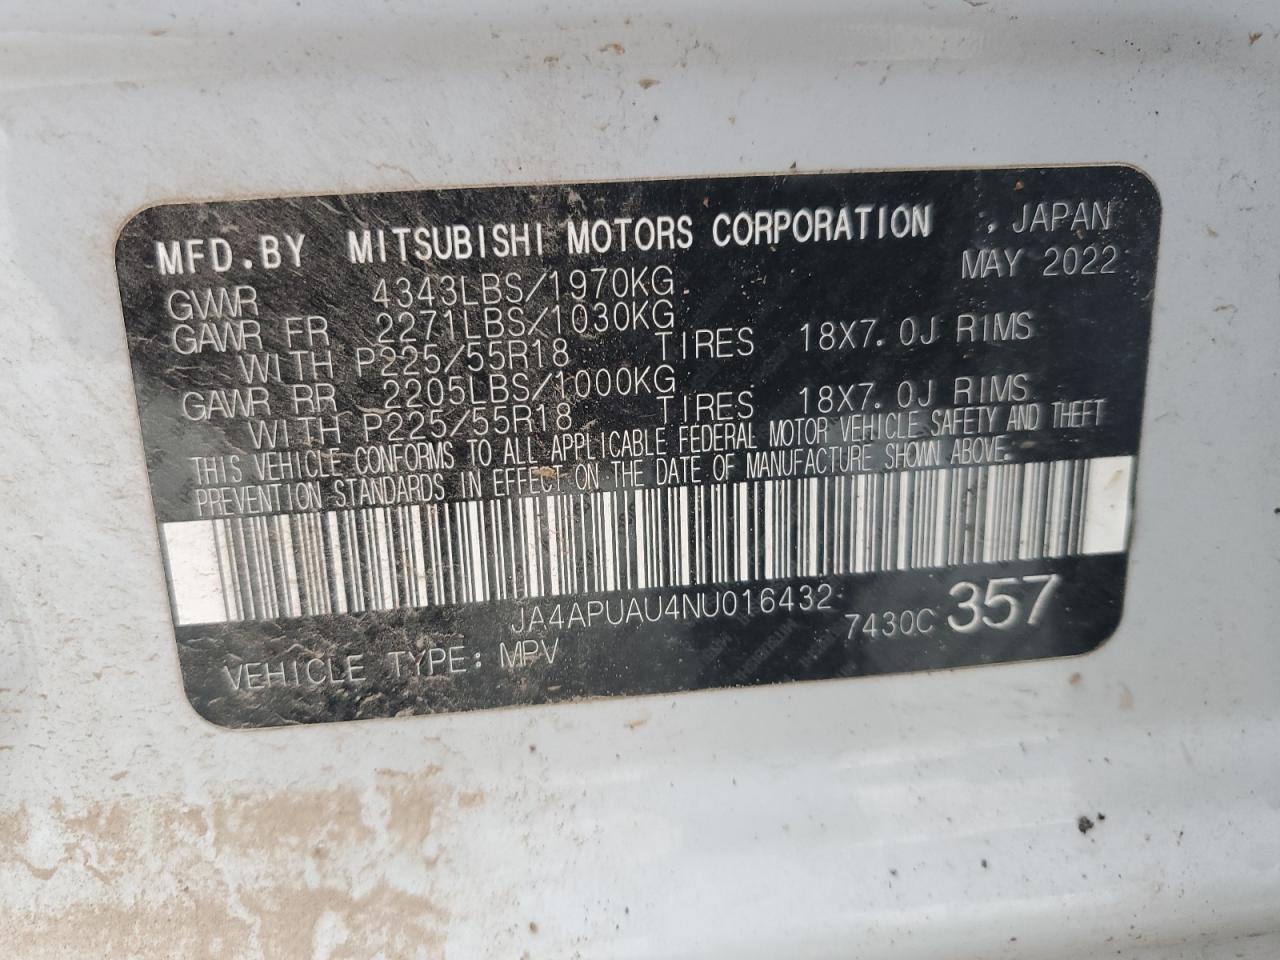 MFD.BY MITSUBISHI MOTORS CORPORATION , JAPAN
MAY 2022
GVWR 4343LBS/1970KG
GAWR FR 2271LBS/1030KG
WITH P225/55R18 TIRES 18X7.0J RIMS
GAWR RR 2205LBS/1000KG
WITH P225/55R18 TIRES 18X7.0J RIMS
THIS VEHICLE CONFORMS TO ALL APPLICABLE FEDERAL MOTOR VEHICLE SAFETY AND THEFT
PREVENTION STANDARDS IN EFFECT ON THE DATE OF MANUFACTURE SHOWN ABOVE.
JA4APUAU4NU016432
7430C 357
VEHICLE TYPE: MPV